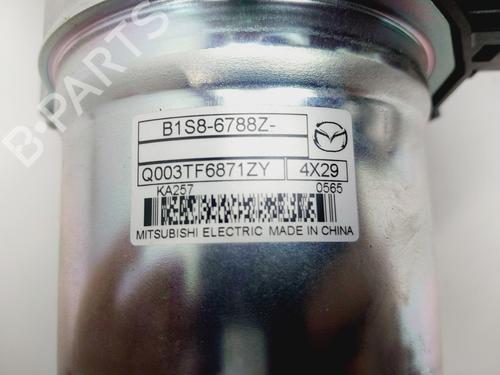 B-PARTS
B1S8-6788Z-
Q003TF6871ZY 4X29
KA257 0565
MITSUBISHI ELECTRIC MADE IN CHINA